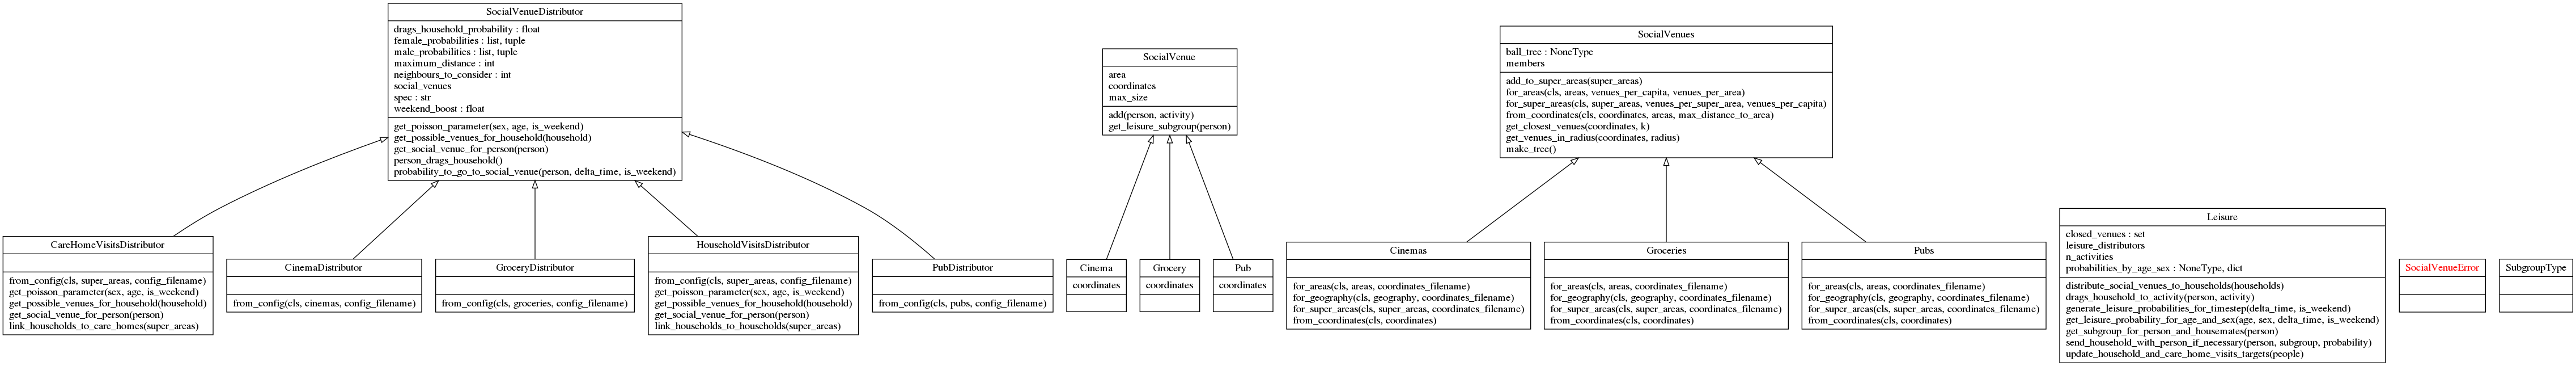 SocialVenueDistributor
drags_household_probability : float
female_probabilities : list, tuple
male_probabilities : list, tuple
maximum_distance : int
neighbours_to_consider : int
social_venues
spec : str
weekend_boost : float
get_poisson_parameter(sex, age, is_weekend)
get_possible_venues_for_household(household)
get_social_venue_for_person(person)
person_drags_household()
probability_to_go_to_social_venue(person, delta_time, is_weekend)
SocialVenue
area
coordinates
max_size
add(person, activity)
get_leisure_subgroup(person)
SocialVenues
ball_tree : NoneType
members
add_to_super_areas(super_areas)
for_areas(cls, areas, venues_per_capita, venues_per_area)
for_super_areas(cls, super_areas, venues_per_super_area, venues_per_capita)
from_coordinates(cls, coordinates, areas, max_distance_to_area)
get_closest_venues(coordinates, k)
get_venues_in_radius(coordinates, radius)
make_tree()
CareHomeVisitsDistributor
from_config(cls, super_areas, config_filename)
get_poisson_parameter(sex, age, is_weekend)
get_possible_venues_for_household(household)
get_social_venue_for_person(person)
link_households_to_care_homes(super_areas)
CinemaDistributor
from_config(cls, cinemas, config_filename)
GroceryDistributor
from_config(cls, groceries, config_filename)
HouseholdVisitsDistributor
from_config(cls, super_areas, config_filename)
get_poisson_parameter(sex, age, is_weekend)
get_possible_venues_for_household(household)
get_social_venue_for_person(person)
link_households_to_households(super_areas)
PubDistributor
from_config(cls, pubs, config_filename)
Cinema
coordinates
Grocery
coordinates
Pub
coordinates
Cinemas
for_areas(cls, areas, coordinates_filename)
for_geography(cls, geography, coordinates_filename)
for_super_areas(cls, super_areas, coordinates_filename)
from_coordinates(cls, coordinates)
Groceries
for_areas(cls, areas, coordinates_filename)
for_geography(cls, geography, coordinates_filename)
for_super_areas(cls, super_areas, coordinates_filename)
from_coordinates(cls, coordinates)
Pubs
for_areas(cls, areas, coordinates_filename)
for_geography(cls, geography, coordinates_filename)
for_super_areas(cls, super_areas, coordinates_filename)
from_coordinates(cls, coordinates)
Leisure
closed_venues : set
leisure_distributors
n_activities
probabilities_by_age_sex : NoneType, dict
distribute_social_venues_to_households(households)
drags_household_to_activity(person, activity)
generate_leisure_probabilities_for_timestep(delta_time, is_weekend)
get_leisure_probability_for_age_and_sex(age, sex, delta_time, is_weekend)
get_subgroup_for_person_and_housemates(person)
send_household_with_person_if_necessary(person, subgroup, probability)
update_household_and_care_home_visits_targets(people)
SocialVenueError
SubgroupType